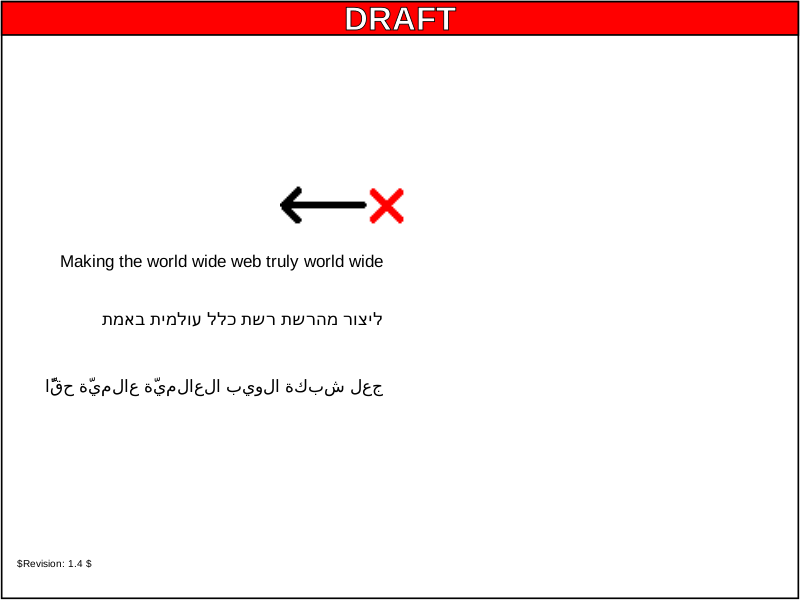 DRAFT
Making the world wide web truly world wide
ליצור מהרשת רשת כלל עולמית באמת
جعل شبكة الويب العالميّة عالميّة حقًّا
$Revision: 1.4 $